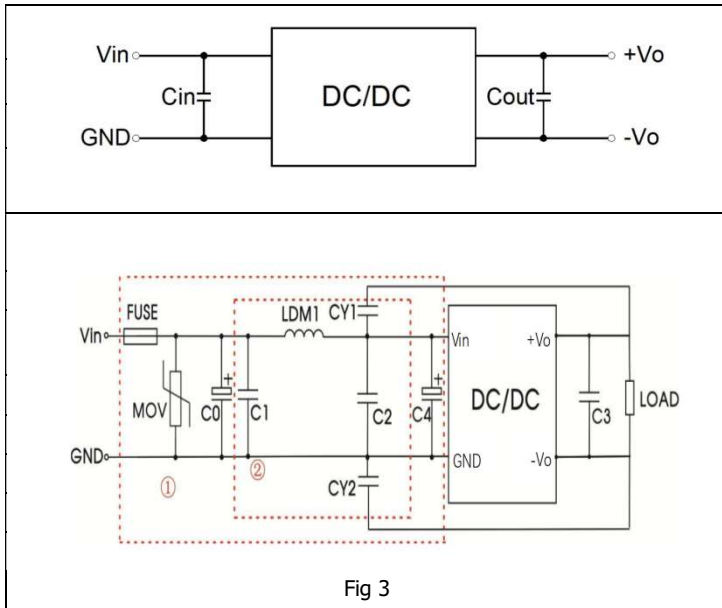 Vin Cin GND DC/DC Cout +Vo -Vo
FUSE LDM1 CY1
Vin Vin +Vo
MOV C0 + C1 C2 + C4 DC/DC C3 LOAD
GND GND -Vo
① ② CY2
Fig 3